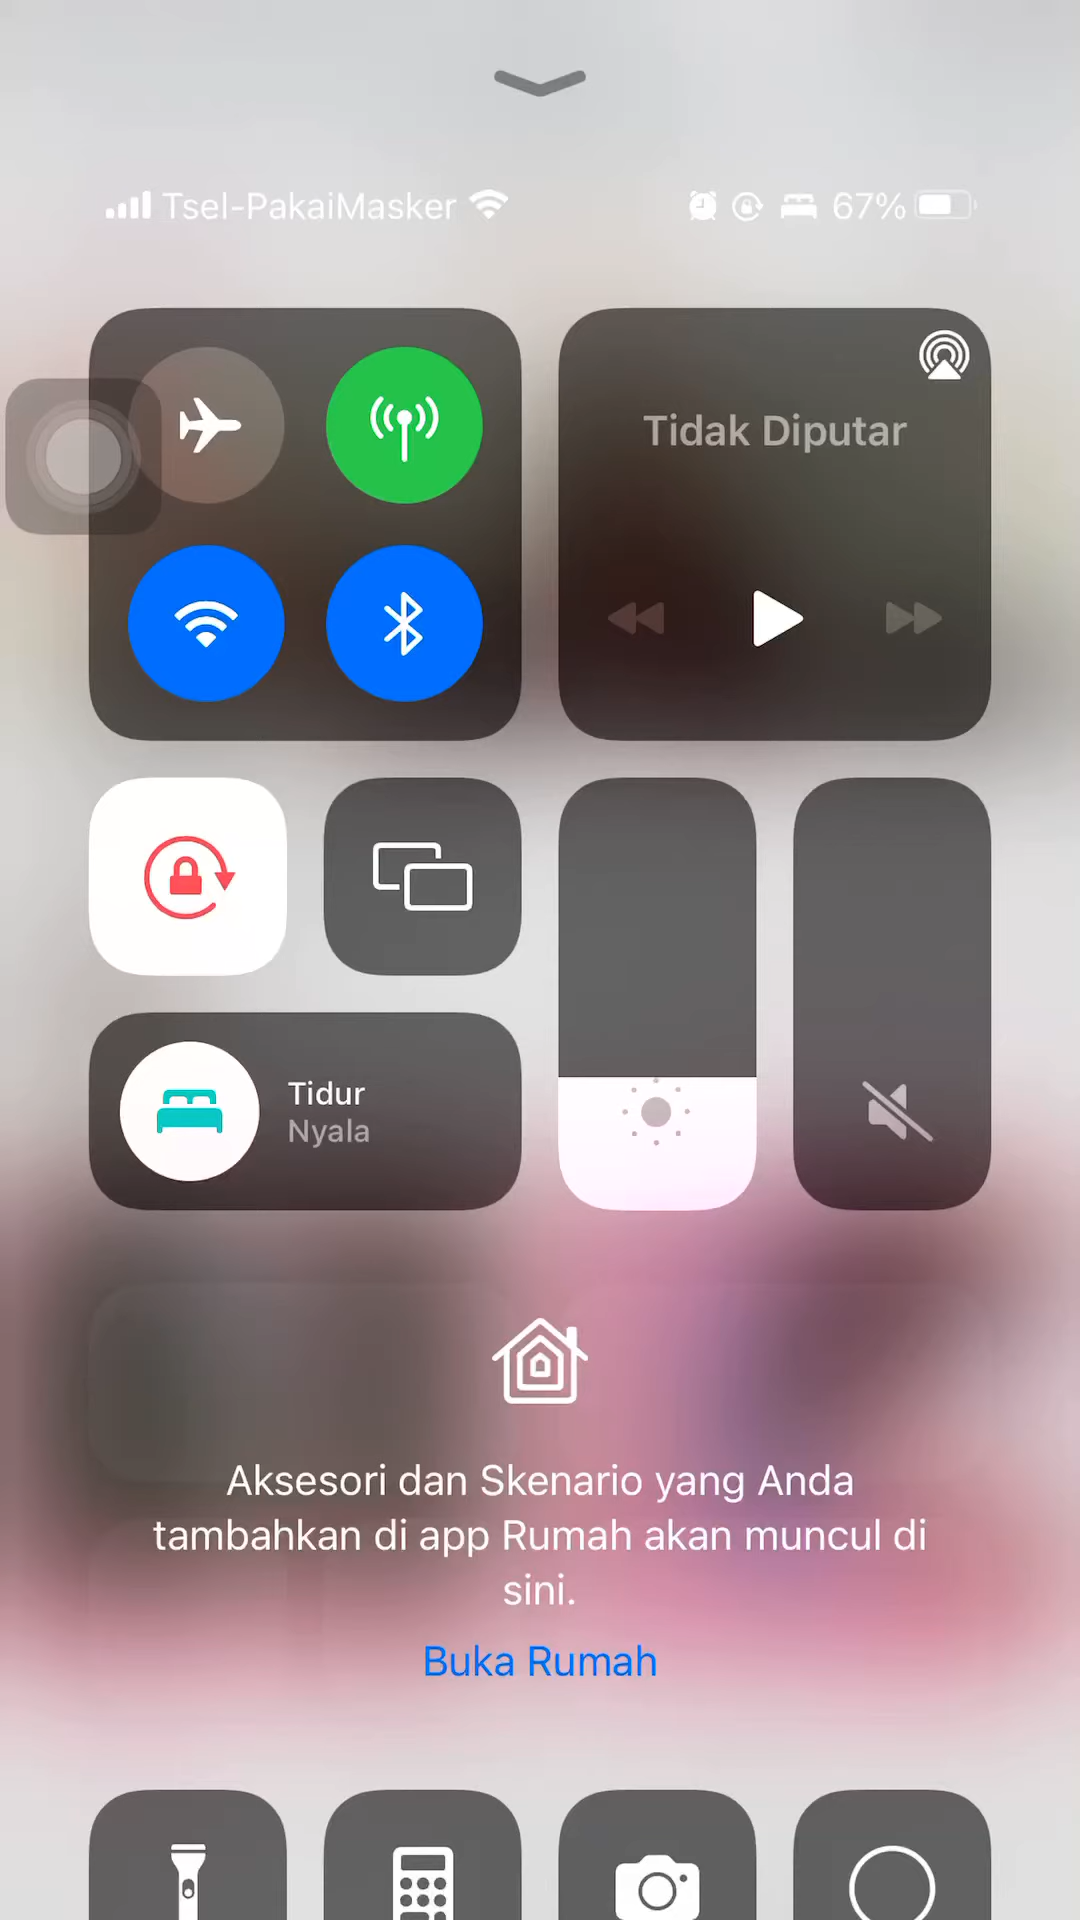 Tsel-PakaiMasker 67%
Tidak Diputar
Tidur
Nyala
Aksesori dan Skenario yang Anda
tambahkan di app Rumah akan muncul di
sini.
Buka Rumah